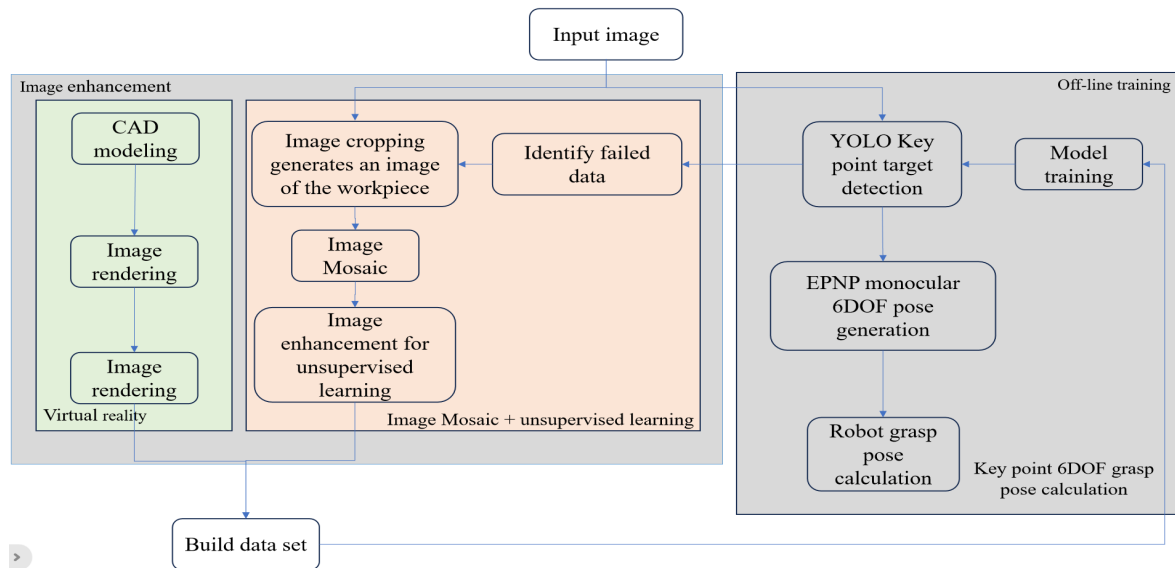 Input image
Image enhancement
Off-line training
CAD
modeling
Image cropping
generates an image
of the workpiece
Identify failed
data
YOLO Key
point target
detection
Model
training
Image
rendering
Image
Mosaic
EPNP monocular
6DOF pose
generation
Image
enhancement for
unsupervised
learning
Image
rendering
Virtual reality
Image Mosaic + unsupervised learning
Robot grasp
pose
calculation
Key point 6DOF grasp
pose calculation
Build data set